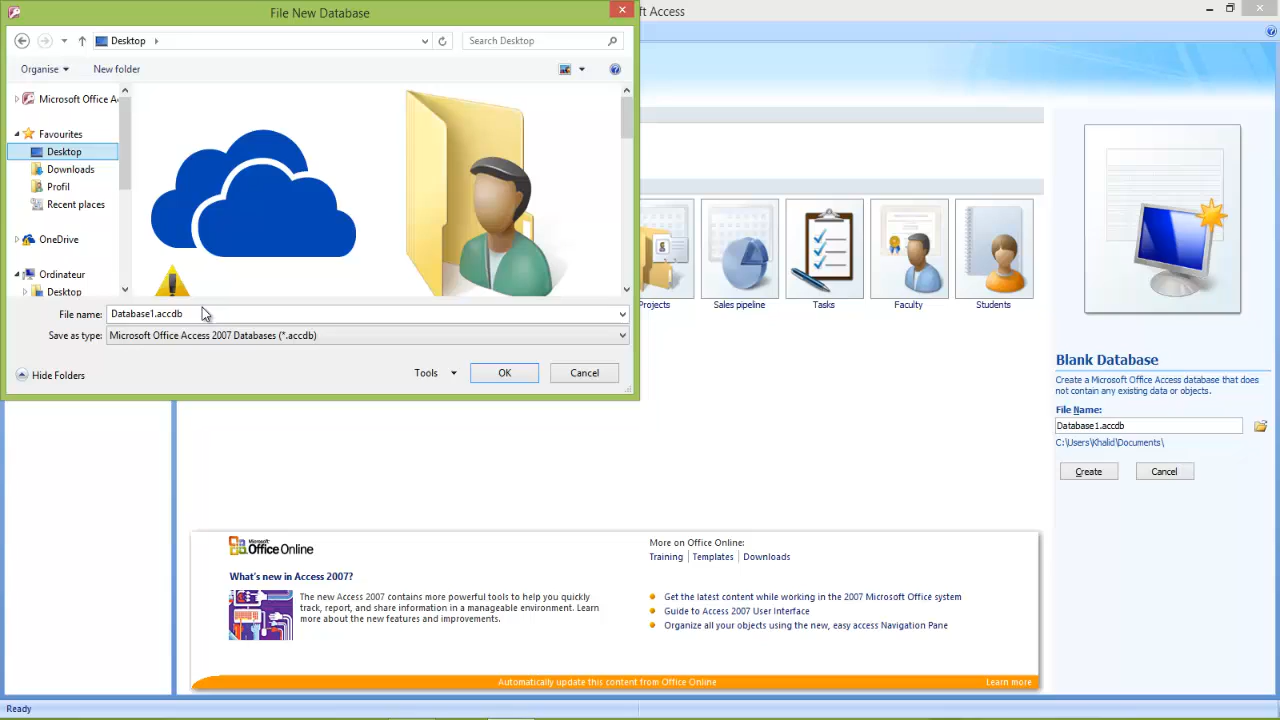 File New Database
ft Access
Desktop
Search Desktop
Organise
New folder
Microsoft Office Ac
Favourites
Desktop
Downloads
Profil
Recent places
OneDrive
Ordinateur
Desktop
File name:
Database1.accdb
Save as type:
Microsoft Office Access 2007 Databases (*.accdb)
Hide Folders
Tools
OK
Cancel
Projects
Sales pipeline
Tasks
Faculty
Students
Blank Database
Create a Microsoft Office Access database that does
not contain any existing data or objects.
File Name:
Database1.accdb
C:\Users\Khalid\Documents\
Create
Cancel
Microsoft
Office Online
What's new in Access 2007?
The new Access 2007 contains more powerful tools to help you quickly
track, report, and share information in a manageable environment. Learn
more about the new features and improvements.
More on Office Online:
Training | Templates | Downloads
Get the latest content while working in the 2007 Microsoft Office system
Guide to Access 2007 User Interface
Organize all your objects using the new, easy access Navigation Pane
Automatically update this content from Office Online
Learn more
Ready